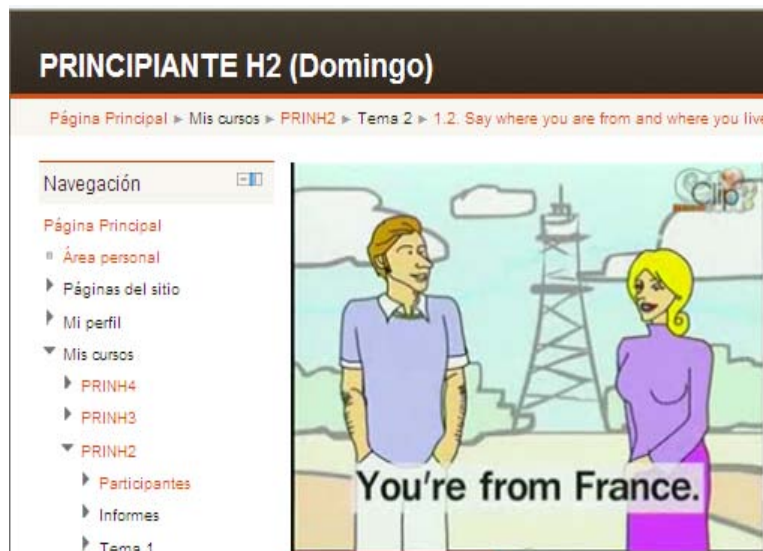 PRINCIPIANTE H2 (Domingo)
Página Principal ► Mis cursos ► PRINH2 ► Tema 2 ► 1.2. Say where you are from and where you live
Navegación
Página Principal
Área personal
Páginas del sitio
Mi perfil
Mis cursos
PRINH4
PRINH3
PRINH2
Participantes
Informes
Tema 1
Clip
You're from France.